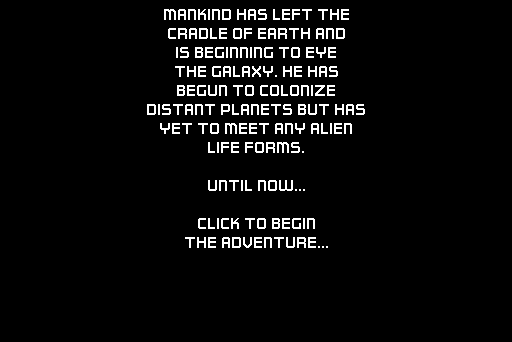 MANKIND HAS LEFT THE
CRADLE OF EARTH AND
IS BEGINNING TO EYE
THE GALAXY. HE HAS
BEGUN TO COLONIZE
DISTANT PLANETS BUT HAS
YET TO MEET ANY ALIEN
LIFE FORMS.
UNTIL NOW...
CLICK TO BEGIN
THE ADVENTURE...